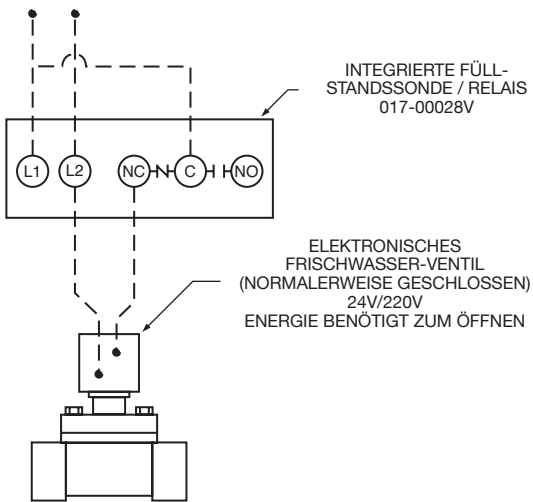 INTEGRIERTE FÜLL-
STANDSSONDE / RELAIS
017-00028V
L1 L2 NC C NO
ELEKTRONISCHES
FRISCHWASSER-VENTIL
(NORMALERWEISE GESCHLOSSEN)
24V/220V
ENERGIE BENÖTIGT ZUM ÖFFNEN